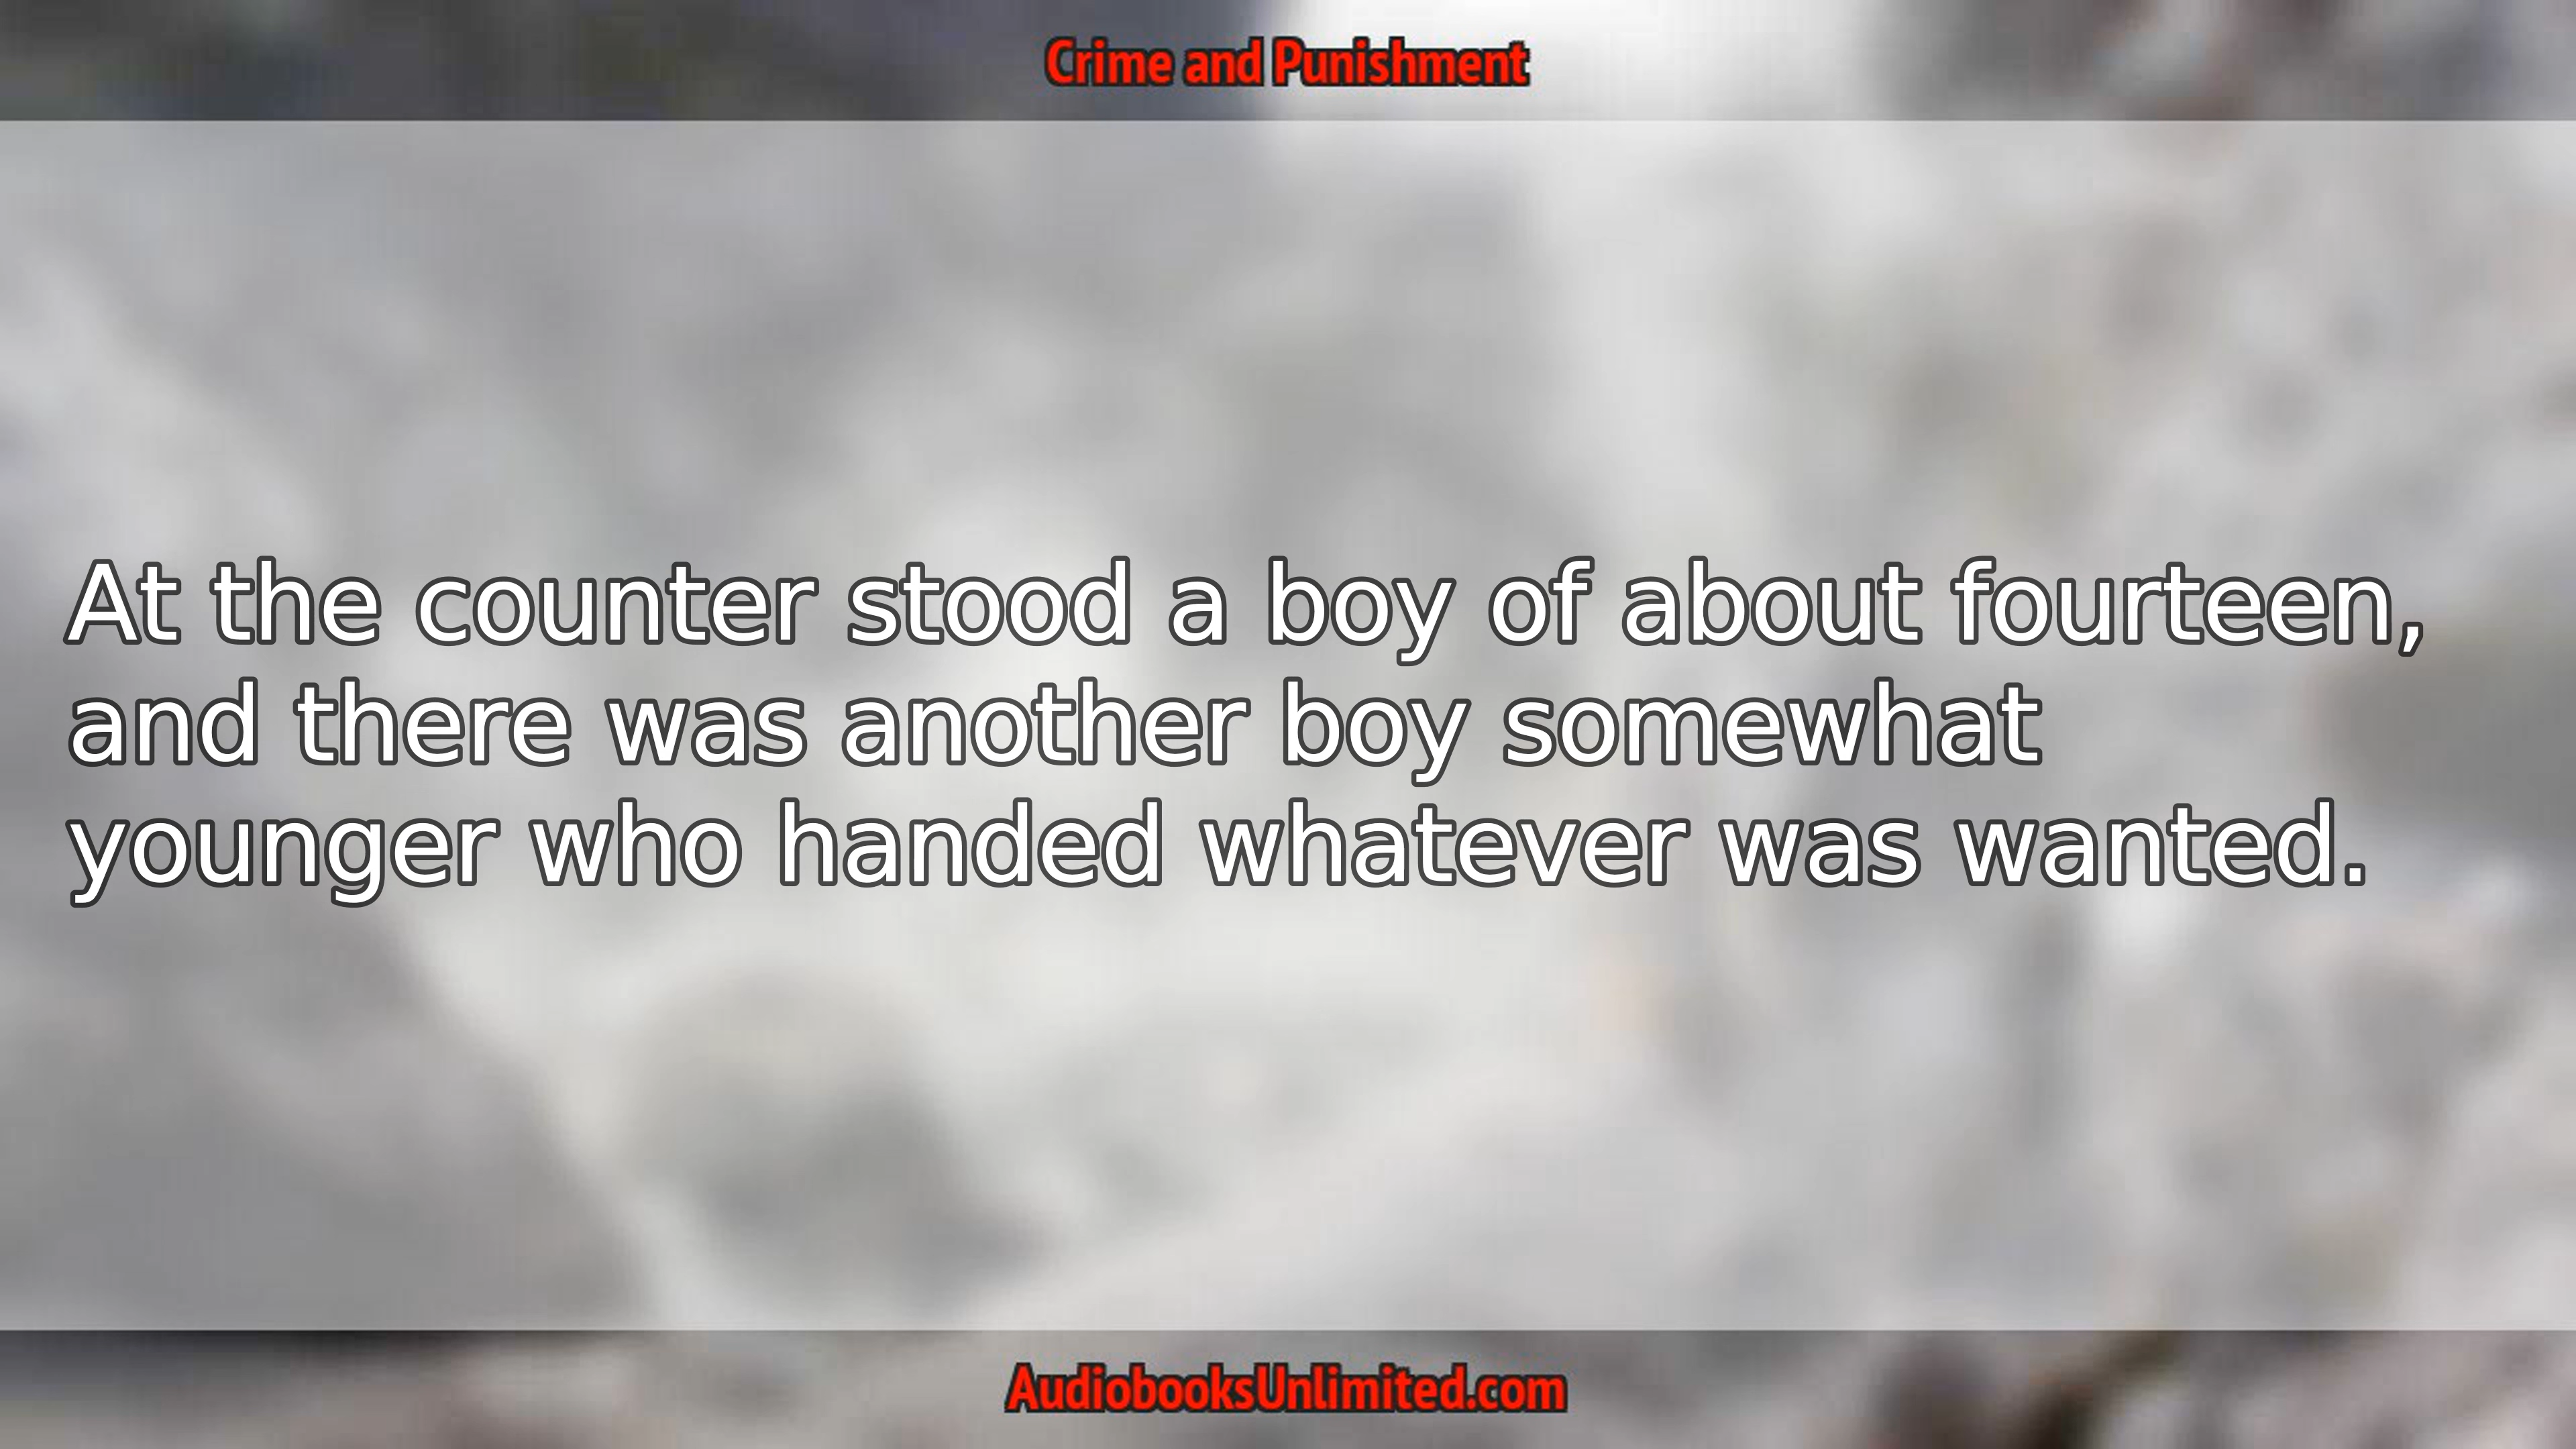 Crime and Punishment
At the counter stood a boy of about fourteen,
and there was another boy somewhat
younger who handed whatever was wanted.
AudiobooksUnlimited.com